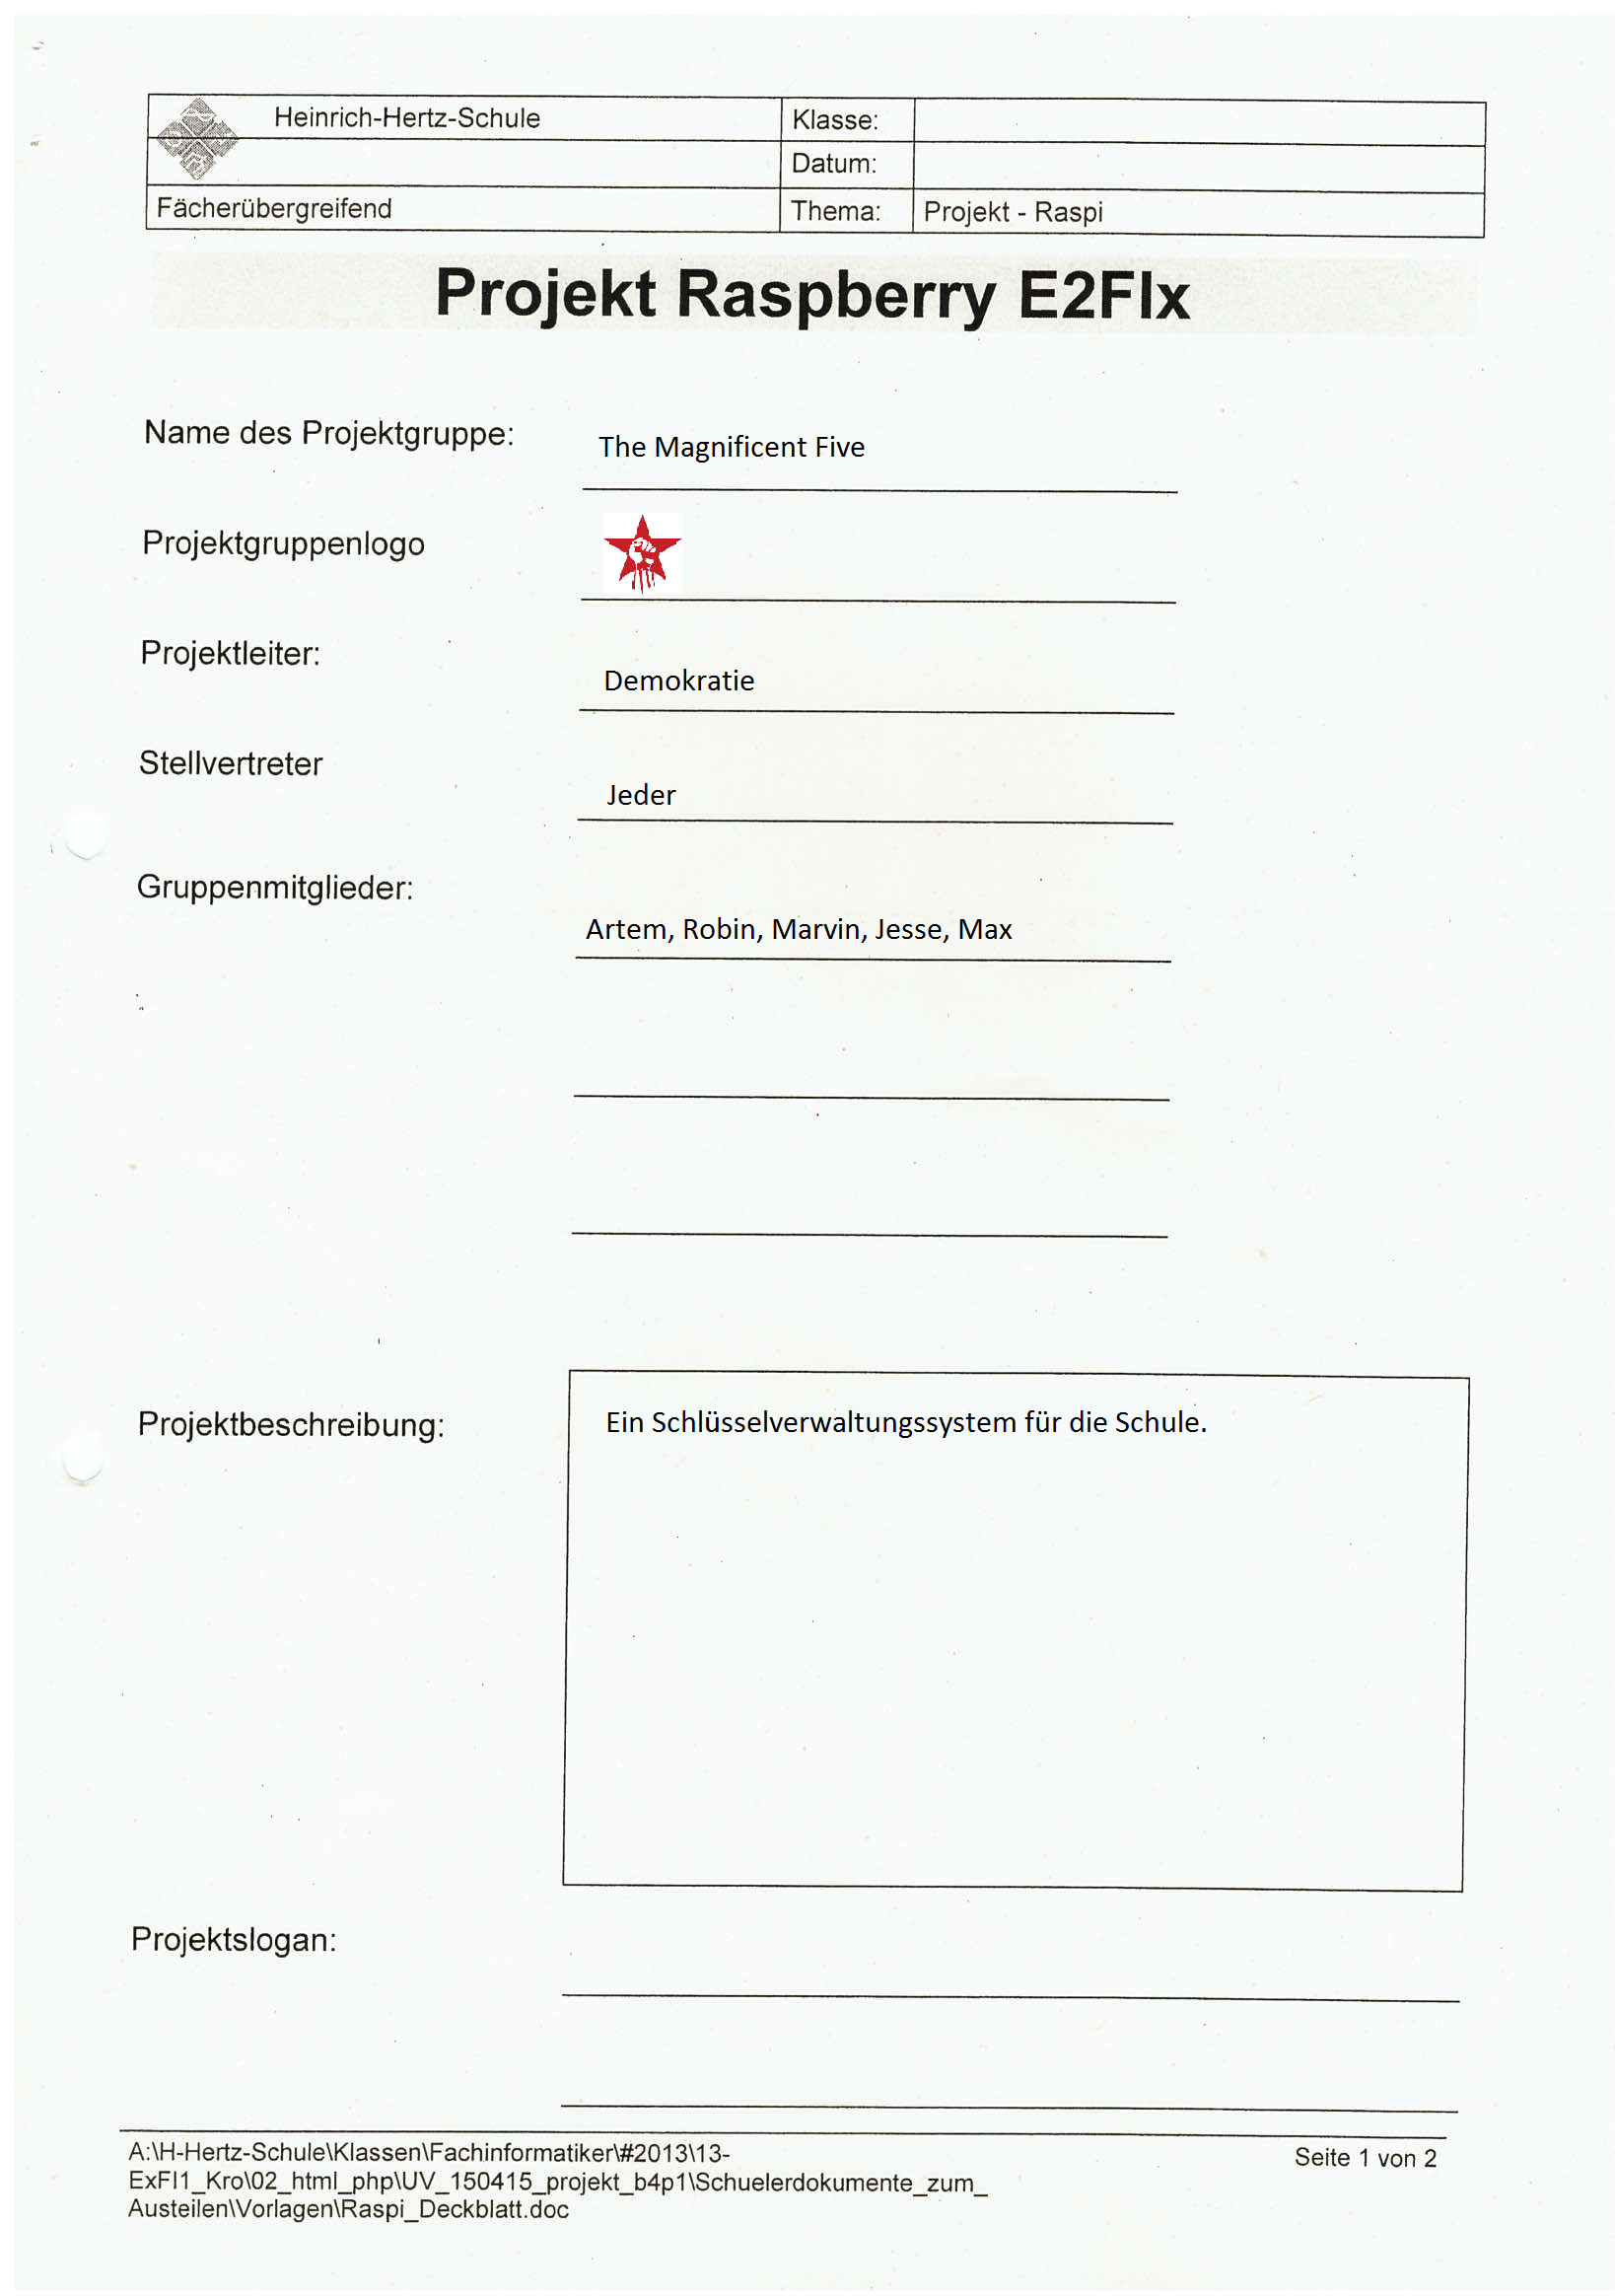 Heinrich-Hertz-Schule
Klasse:
Datum:
Fächerübergreifend
Thema:
Projekt - Raspi
Projekt Raspberry E2FIx
Name des Projektgruppe:
The Magnificent Five
Projektgruppenlogo
Projektleiter:
Demokratie
Stellvertreter
Jeder
Gruppenmitglieder:
Artem, Robin, Marvin, Jesse, Max
Projektbeschreibung:
Ein Schlüsselverwaltungssystem für die Schule.
Projektslogan:
A:\H-Hertz-Schule\Klassen\Fachinformatiker\#2013\13-
ExFI1_Kro\02_html_php\UV_150415_projekt_b4p1\Schuelerdokumente_zum_
Austeilen\Vorlagen\Raspi_Deckblatt.doc
Seite 1 von 2